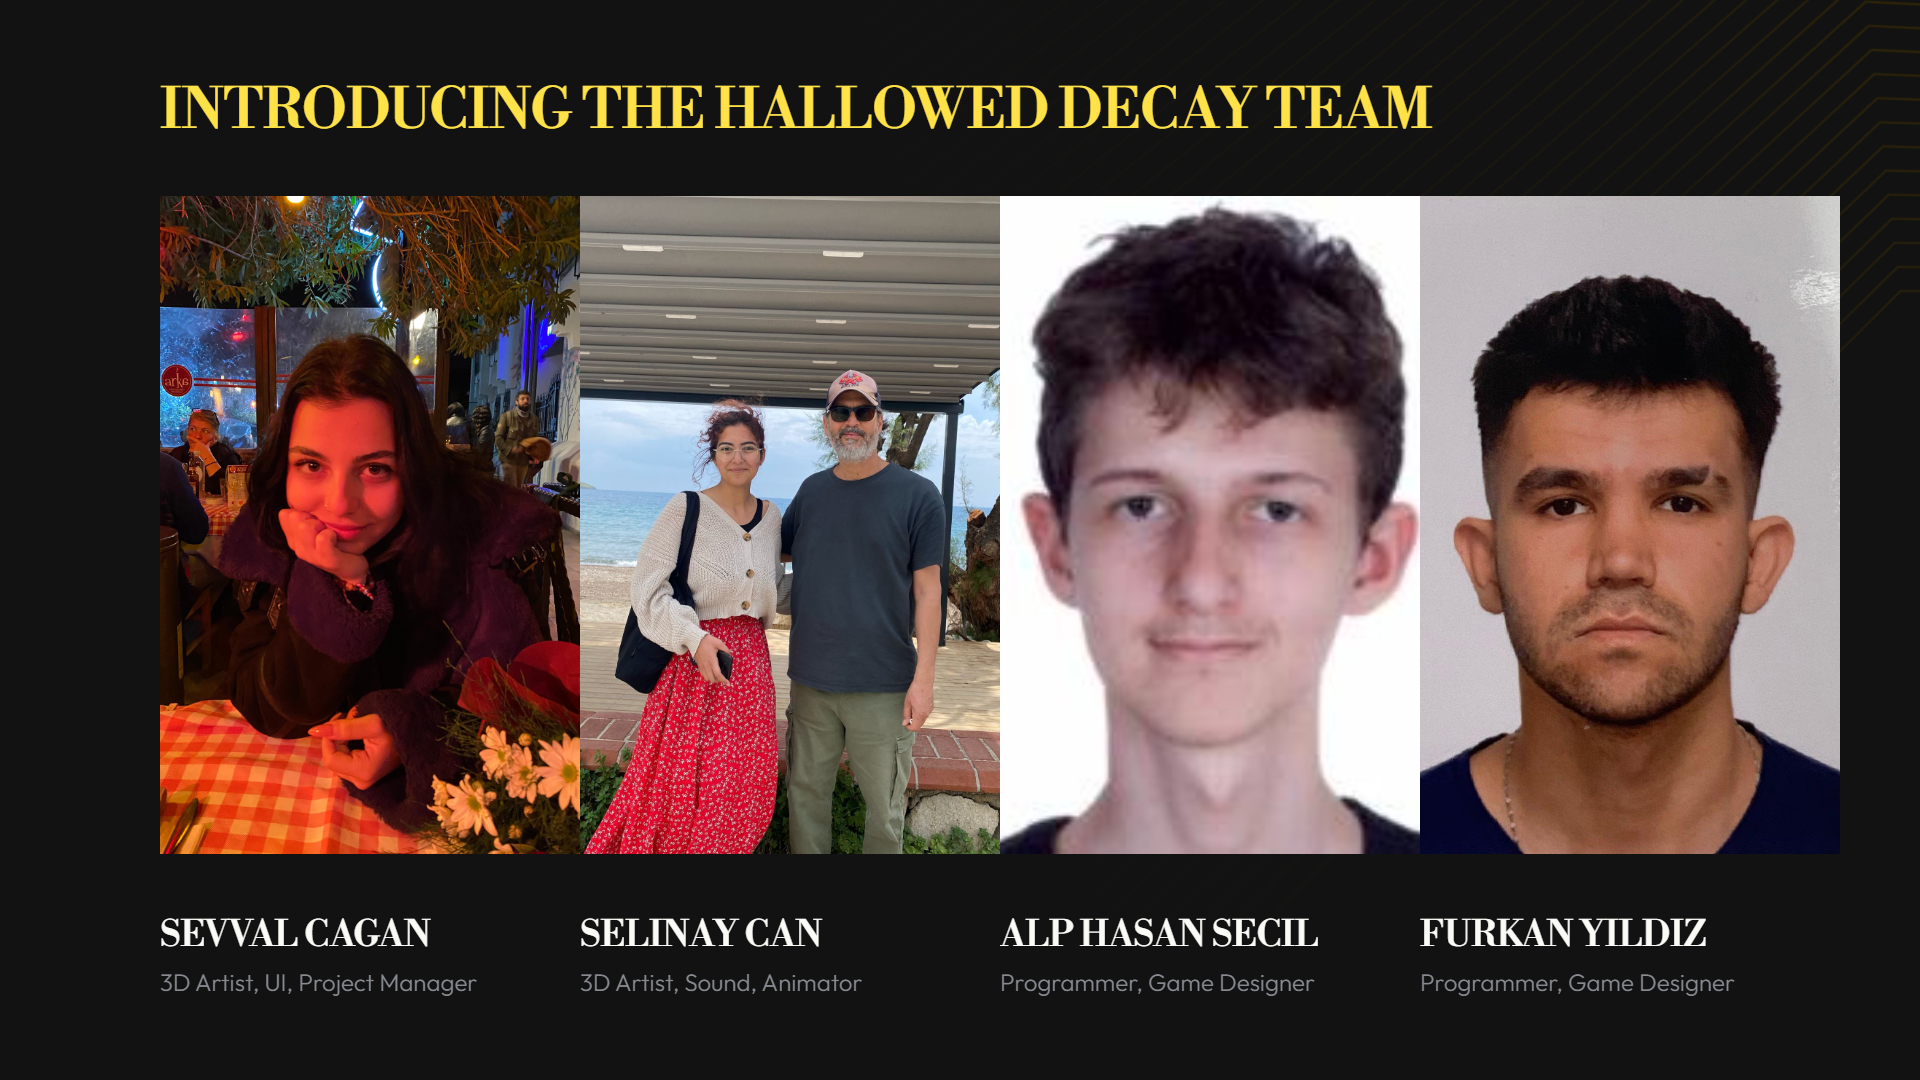 INTRODUCING THE HALLOWED DECAY TEAM
arka
SEVVAL CAGAN
3D Artist, UI, Project Manager
SELINAY CAN
3D Artist, Sound, Animator
ALP HASAN SECIL
Programmer, Game Designer
FURKAN YILDIZ
Programmer, Game Designer